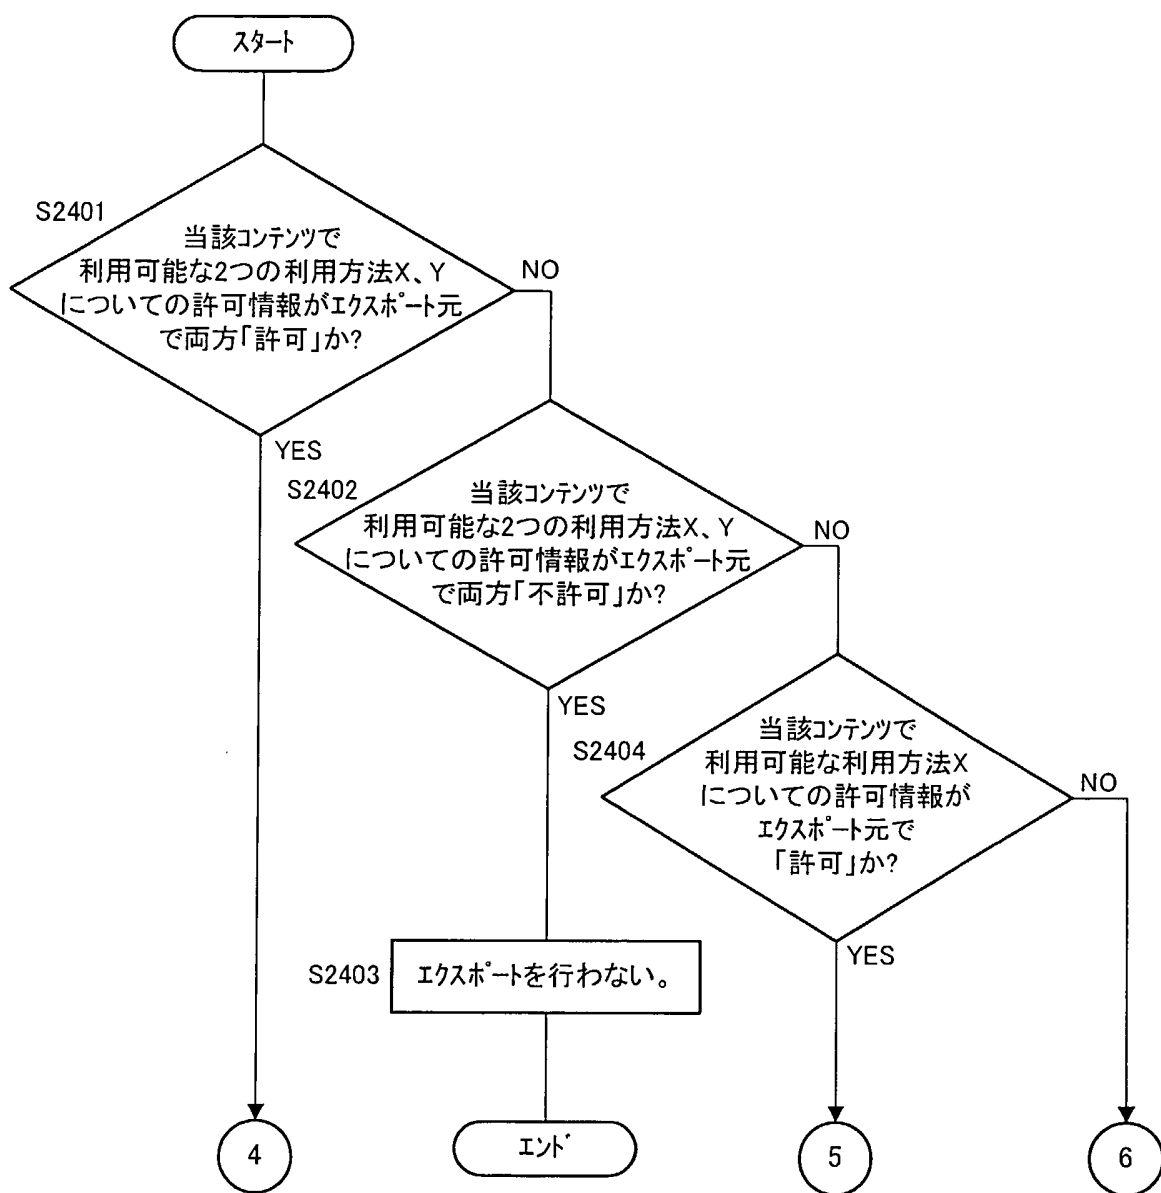 スタート
S2401
当該コンテンツで
利用可能な2つの利用方法X、Y
についての許可情報がエクスポート元
で両方「許可」か?
NO
YES
S2402
当該コンテンツで
利用可能な2つの利用方法X、Y
についての許可情報がエクスポート元
で両方「不許可」か?
NO
YES
S2404
当該コンテンツで
利用可能な利用方法X
についての許可情報が
エクスポート元で
「許可」か?
NO
YES
S2403
エクスポートを行わない。
4
エンド
5
6